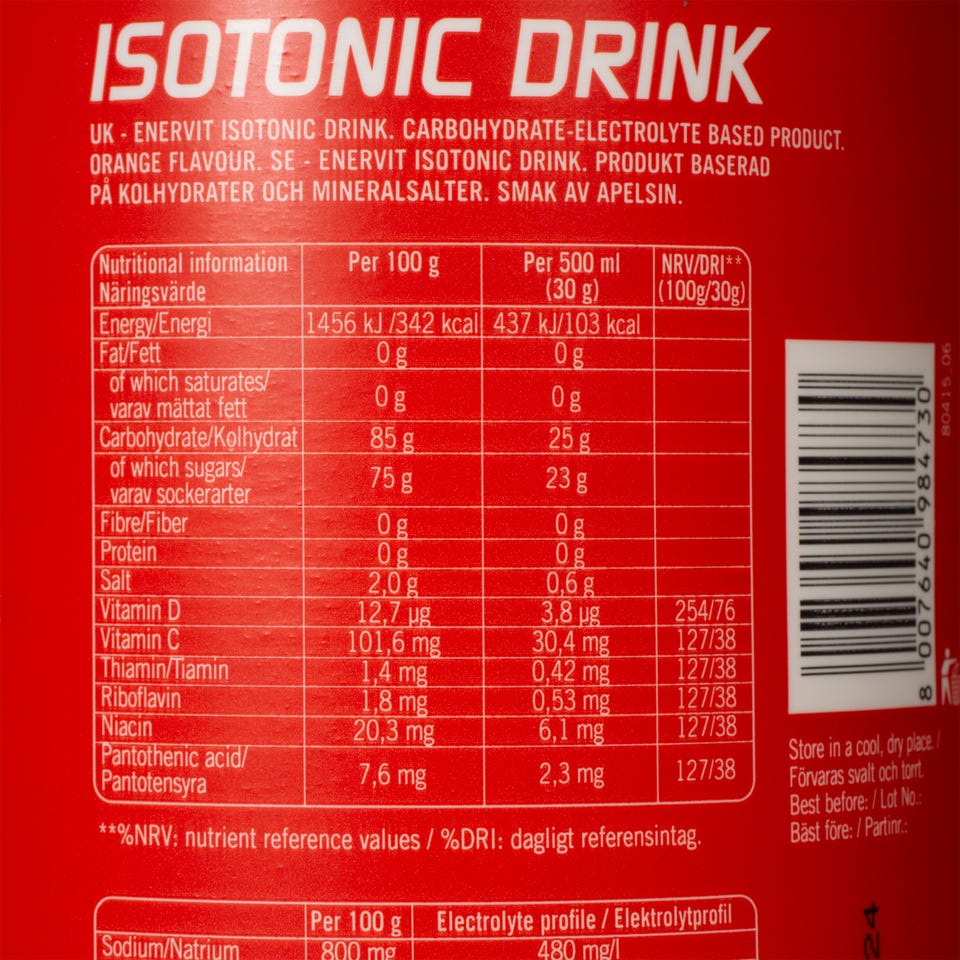 ISOTONIC DRINK
UK - ENERVIT ISOTONIC DRINK. CARBOHYDRATE-ELECTROLYTE BASED PRODUCT.
ORANGE FLAVOUR. SE - ENERVIT ISOTONIC DRINK. PRODUKT BASERAD
PÅ KOLHYDRATER OCH MINERALSALTER. SMAK AV APELSIN.
Nutritional information Per 100 g Per 500 ml NRV/DRI**
Näringsvärde (30 g) (100g/30g)
Energy/Energi 1456 kJ /342 kcal 437 kJ/103 kcal
Fat/Fett 0 g 0 g
of which saturates/
varav mättat fett 0 g 0 g
Carbohydrate/Kolhydrat 85 g 25 g
of which sugars/
varav sockerarter 75 g 23 g
Fibre/Fiber 0 g 0 g
Protein 0 g 0 g
Salt 2,0 g 0,6 g
Vitamin D 12,7 µg 3,8 µg 254/76
Vitamin C 101,6 mg 30,4 mg 127/38
Thiamin/Tiamin 1,4 mg 0,42 mg 127/38
Riboflavin 1,8 mg 0,53 mg 127/38
Niacin 20,3 mg 6,1 mg 127/38
Pantothenic acid/
Pantotensyra 7,6 mg 2,3 mg 127/38
**%NRV: nutrient reference values / %DRI: dagligt referensintag.
Per 100 g Electrolyte profile / Elektrolytprofil
Sodium/Natrium 800 mg 480 mg/l
80415 06
8 007640 984730
Store in a cool, dry place. /
Förvaras svalt och torrt.
Best before: / Lot No.:
Bäst före: / Partinr.:
24